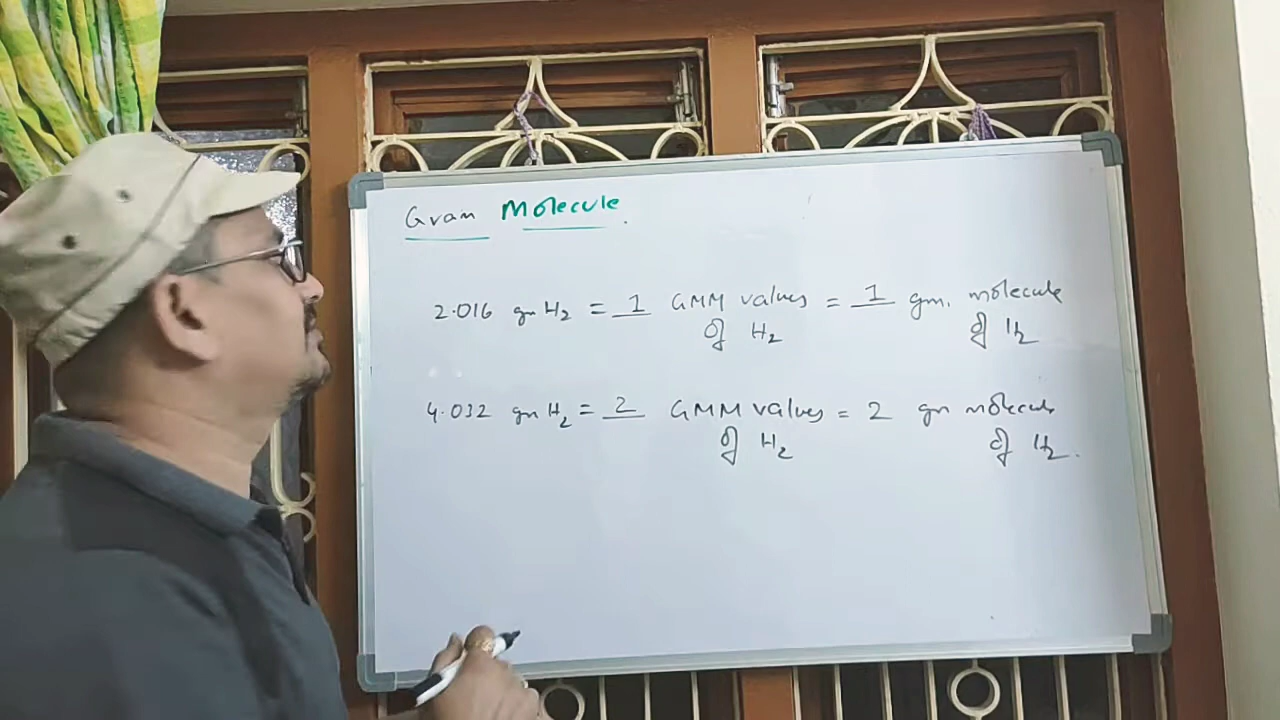 Gram Molecule.
2.016 gm H2 = 1 GMM values = 1 gm. molecule
of H2 of H2
4.032 gm H2 = 2 GMM values = 2 gm molecule
of H2 of H2.